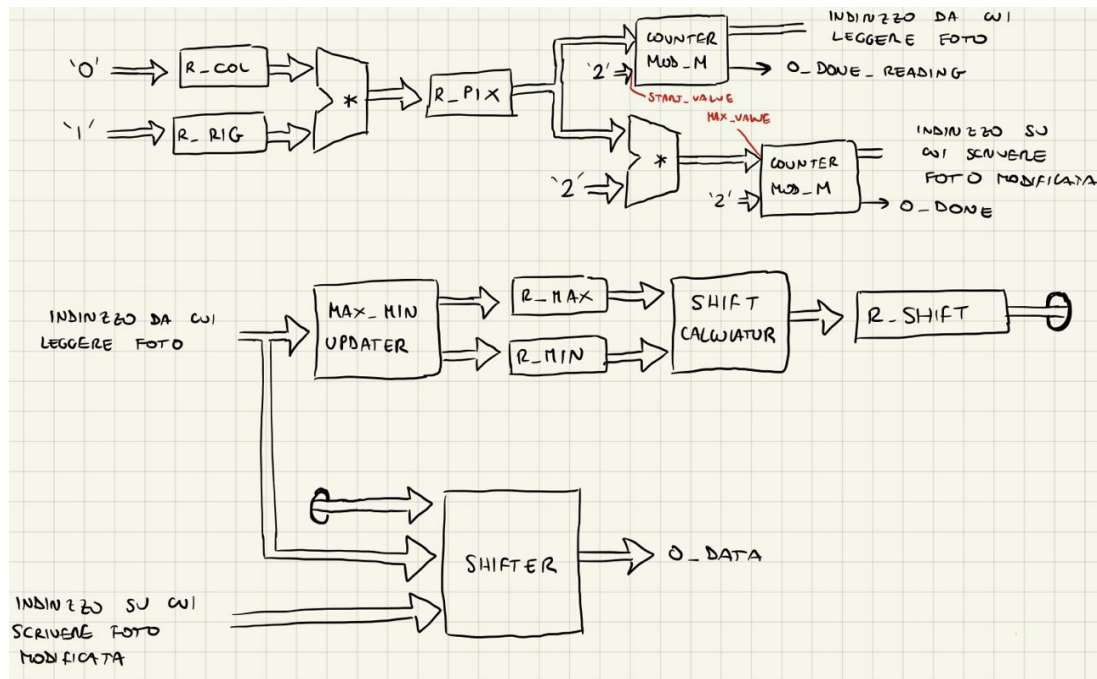 '0'
R_COL
'1'
R_RIG
*
R_PIX
'2'
COUNTER
MOD_M
START_VALUE
INDIRIZZO DA CUI
LEGGERE FOTO
O_DONE_READING
'2'
*
MAX_VALUE
'2'
COUNTER
MOD_M
INDIRIZZO SU
CUI SCRIVERE
FOTO MODIFICATA
O_DONE
INDIRIZZO DA CUI
LEGGERE FOTO
MAX_MIN
UPDATER
R_MAX
R_MIN
SHIFT
CALCULATOR
R_SHIFT
SHIFTER
O_DATA
INDIRIZZO SU CUI
SCRIVERE FOTO
MODIFICATA